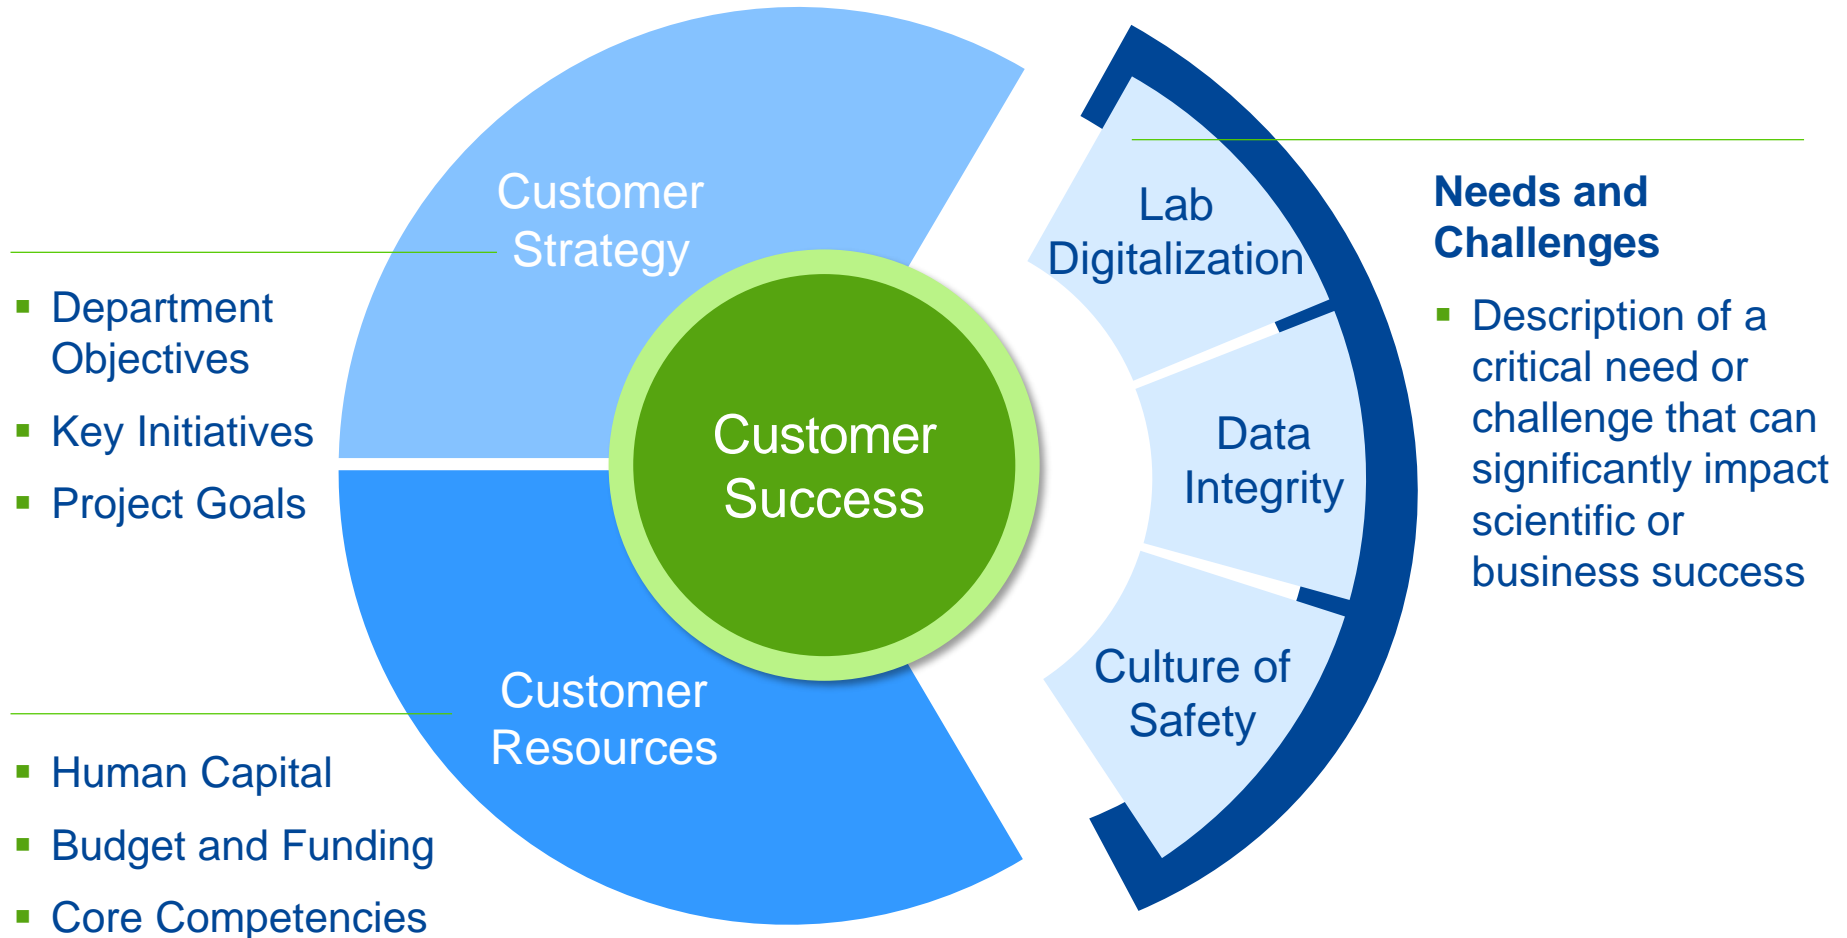 Customer
Strategy
▪ Department
Objectives
▪ Key Initiatives
▪ Project Goals
Customer
Success
Customer
Resources
▪ Human Capital
▪ Budget and Funding
▪ Core Competencies
Lab
Digitalization
Data
Integrity
Culture of
Safety
Needs and
Challenges
▪ Description of a
critical need or
challenge that can
significantly impact
scientific or
business success